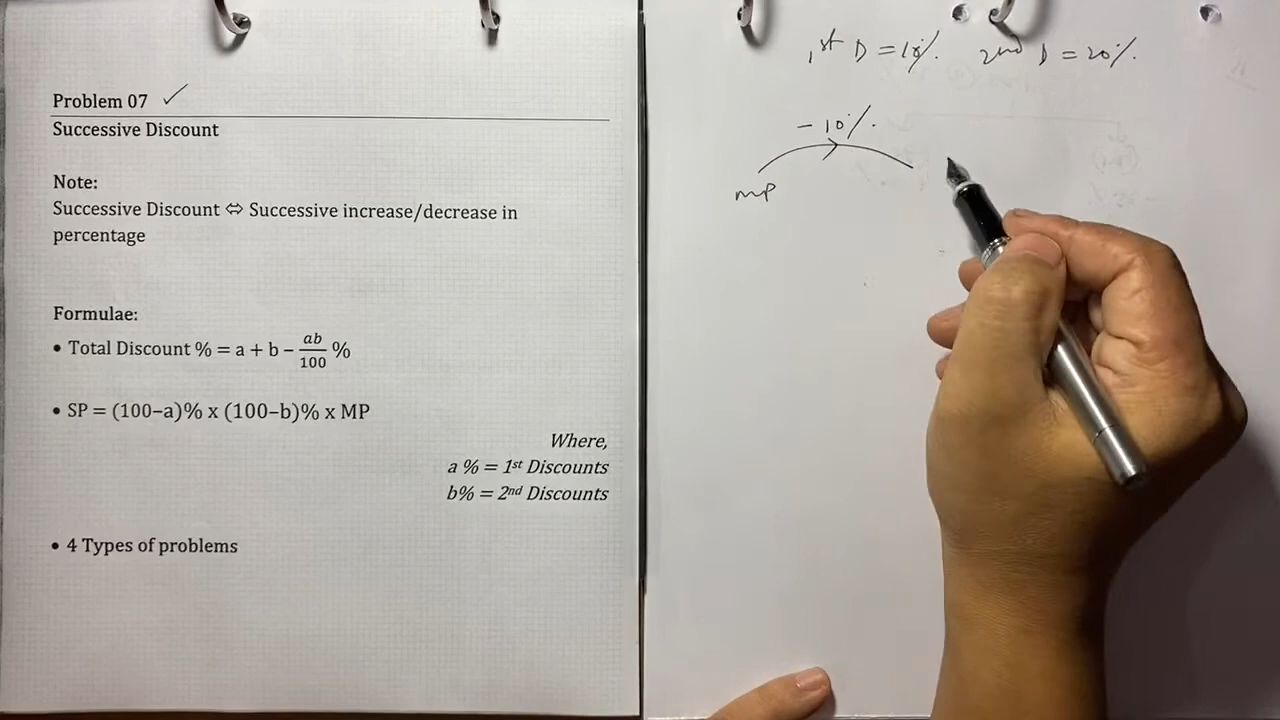 Problem 07 ✓
Successive Discount
Note:
Successive Discount ⇔ Successive increase/decrease in
percentage
Formulae:
• Total Discount % = a + b – ab/100 %
• SP = (100–a)% x (100–b)% x MP
Where,
a % = 1st Discounts
b% = 2nd Discounts
• 4 Types of problems
1st D = 10%. 2nd D = 20%.
– 10%.
MP